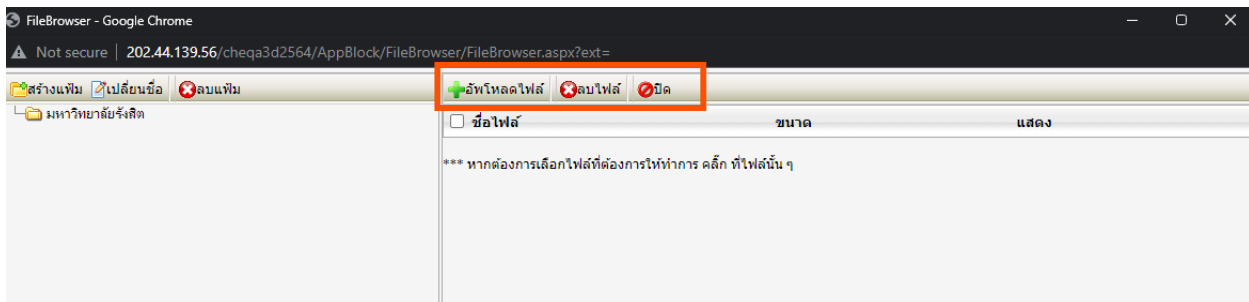 FileBrowser - Google Chrome
Not secure | 202.44.139.56/cheqa3d2564/AppBlock/FileBrowser/FileBrowser.aspx?ext=
สร้างแฟ้ม เปลี่ยนชื่อ ลบแฟ้ม
อัพโหลดไฟล์ ลบไฟล์ ปิด
มหาวิทยาลัยรังสิต
ชื่อไฟล์ ขนาด แสดง
*** หากต้องการเลือกไฟล์ที่ต้องการให้ทำการ คลิ๊ก ที่ไฟล์นั้น ๆ